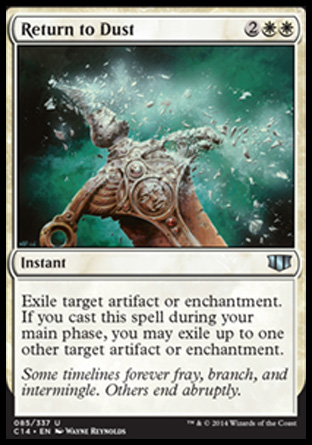 Return to Dust 2
Instant
Exile target artifact or enchantment.
If you cast this spell during your
main phase, you may exile up to one
other target artifact or enchantment.
Some timelines forever fray, branch, and
intermingle. Others end abruptly.
085/337 U
C14 • EN WAYNE REYNOLDS ™ & © 2014 Wizards of the Coast